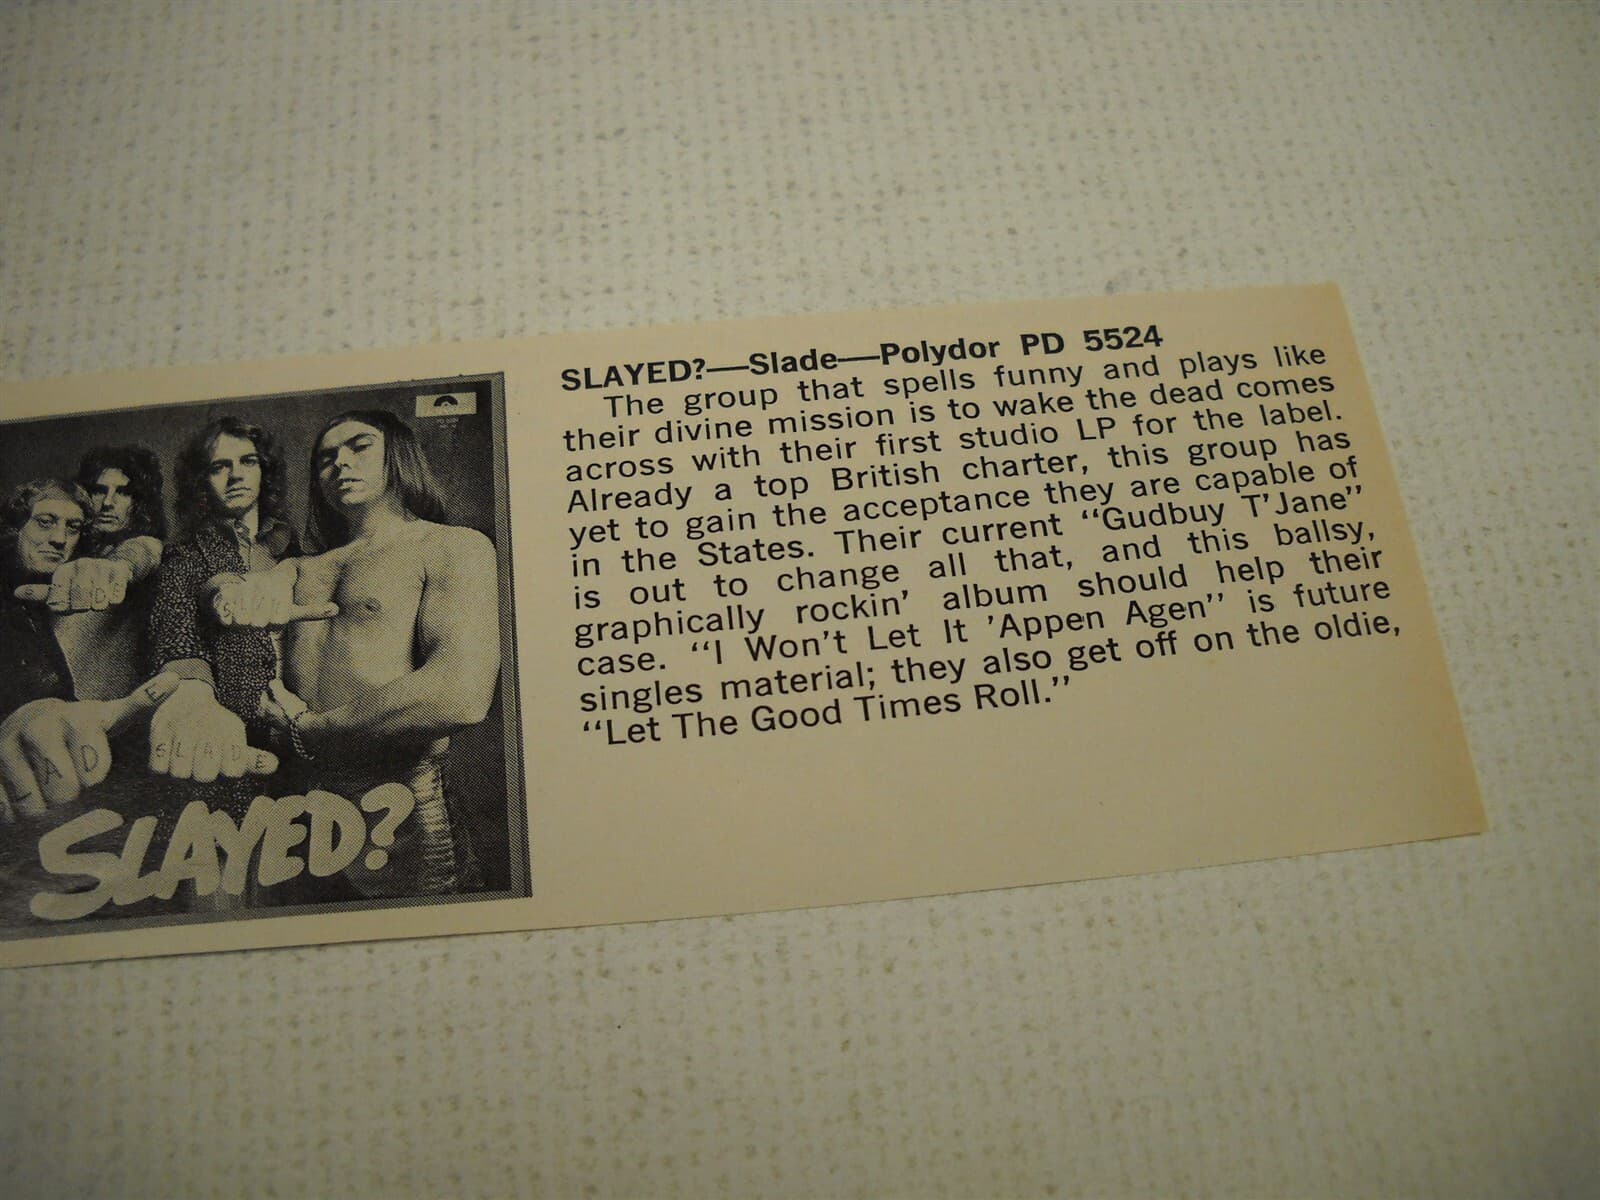 SLAYED?—Slade—Polydor PD 5524
The group that spells funny and plays like
their divine mission is to wake the dead comes
across with their first studio LP for the label.
Already a top British charter, this group has
yet to gain the acceptance they are capable of
in the States. Their current “Gudbuy T’Jane”
is out to change all that, and this ballsy,
graphically rockin’ album should help their
case. “I Won’t Let It ’Appen Agen” is future
singles material; they also get off on the oldie,
“Let The Good Times Roll.”
SLADE
LAD
SLADE
SLAYED?